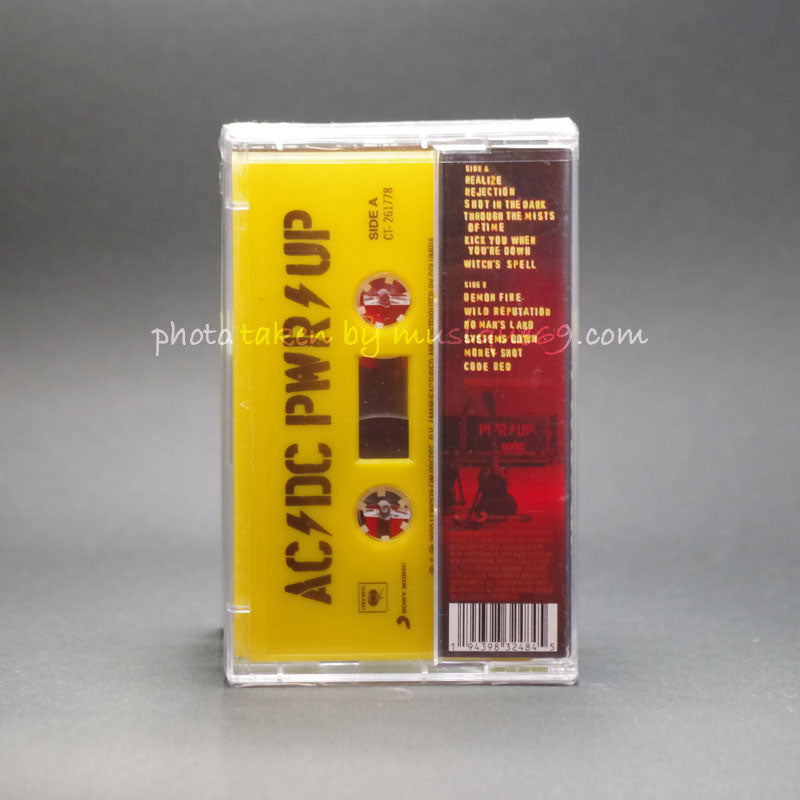 AC⚡DC PWR⚡UP
SIDE A
CT-261778
COLUMBIA
SONY MUSIC
SIDE A
REALIZE
REJECTION
SHOT IN THE DARK
THROUGH THE MISTS
OF TIME
KICK YOU WHEN
YOU'RE DOWN
WITCH'S SPELL
SIDE B
DEMON FIRE
WILD REPUTATION
NO MAN'S LAND
SYSTEMS DOWN
MONEY SHOT
CODE RED
PWR⚡UP
1 94398 32484 5
photo taken by